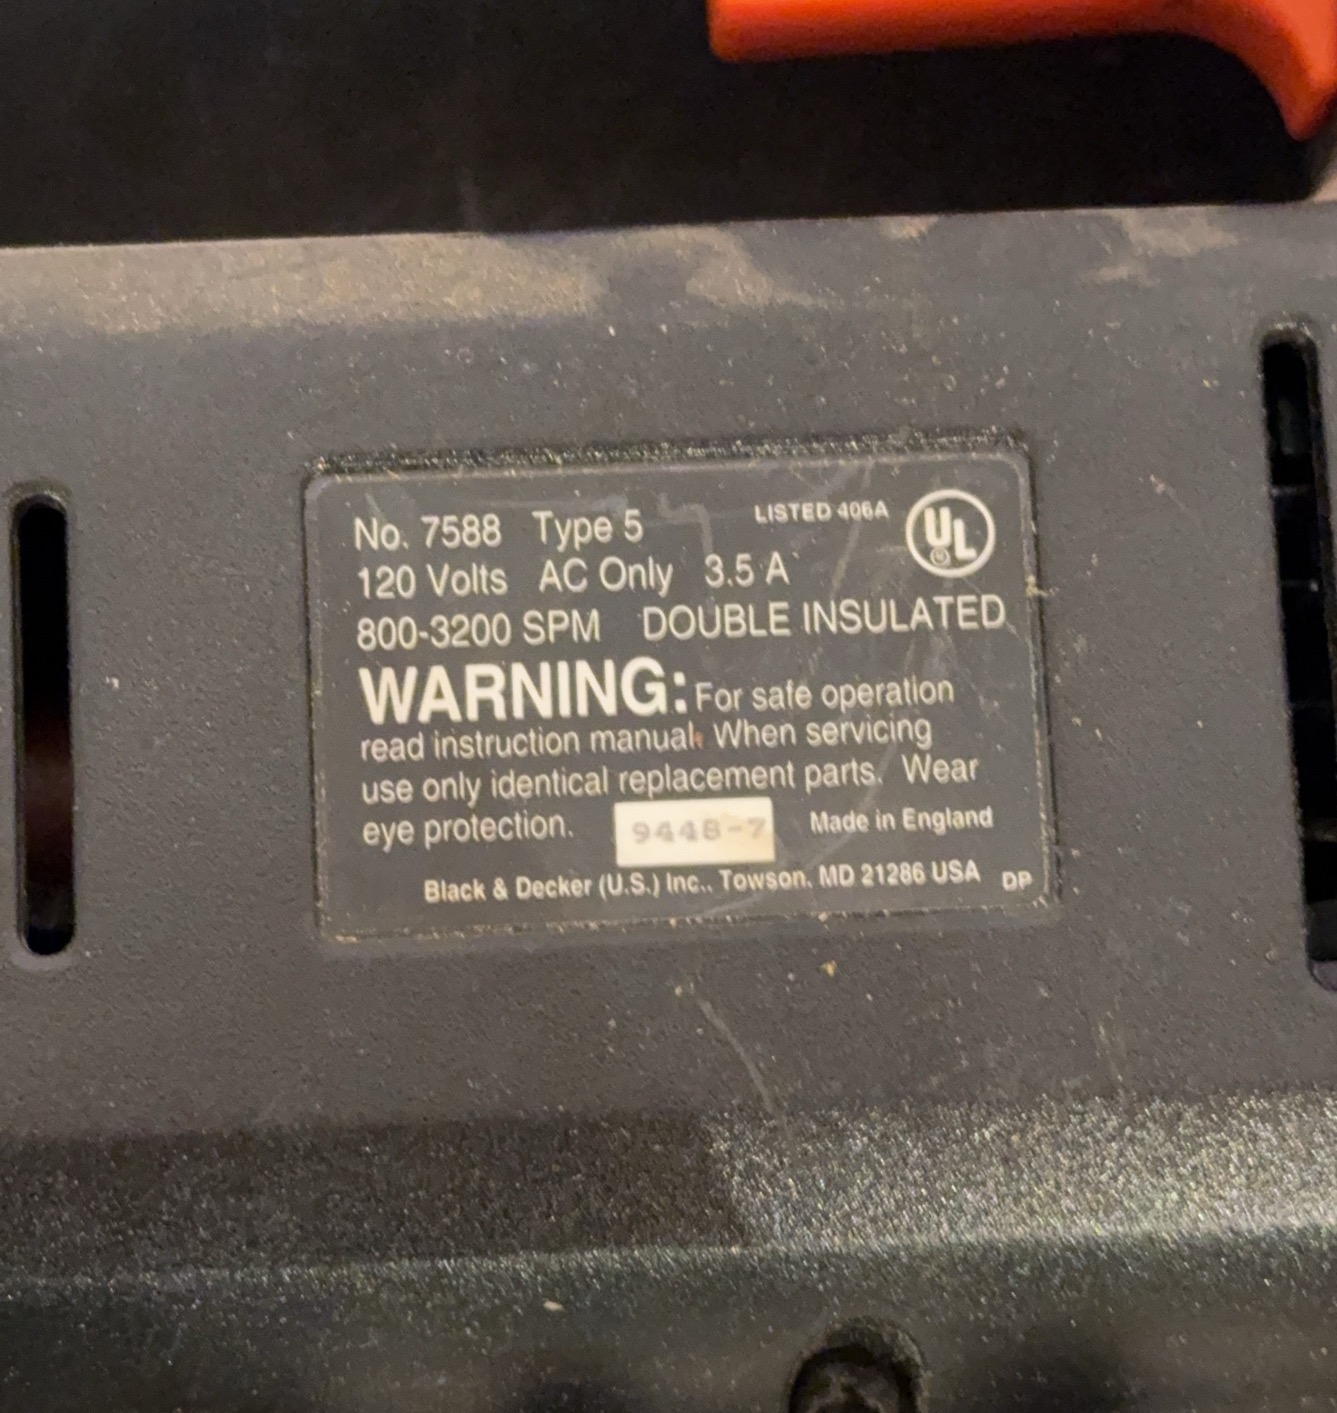 No. 7588 Type 5 LISTED 406A UL
120 Volts AC Only 3.5 A
800-3200 SPM DOUBLE INSULATED
WARNING: For safe operation
read instruction manual. When servicing
use only identical replacement parts. Wear
eye protection. 9448-7 Made in England
Black & Decker (U.S.) Inc., Towson, MD 21286 USA DP